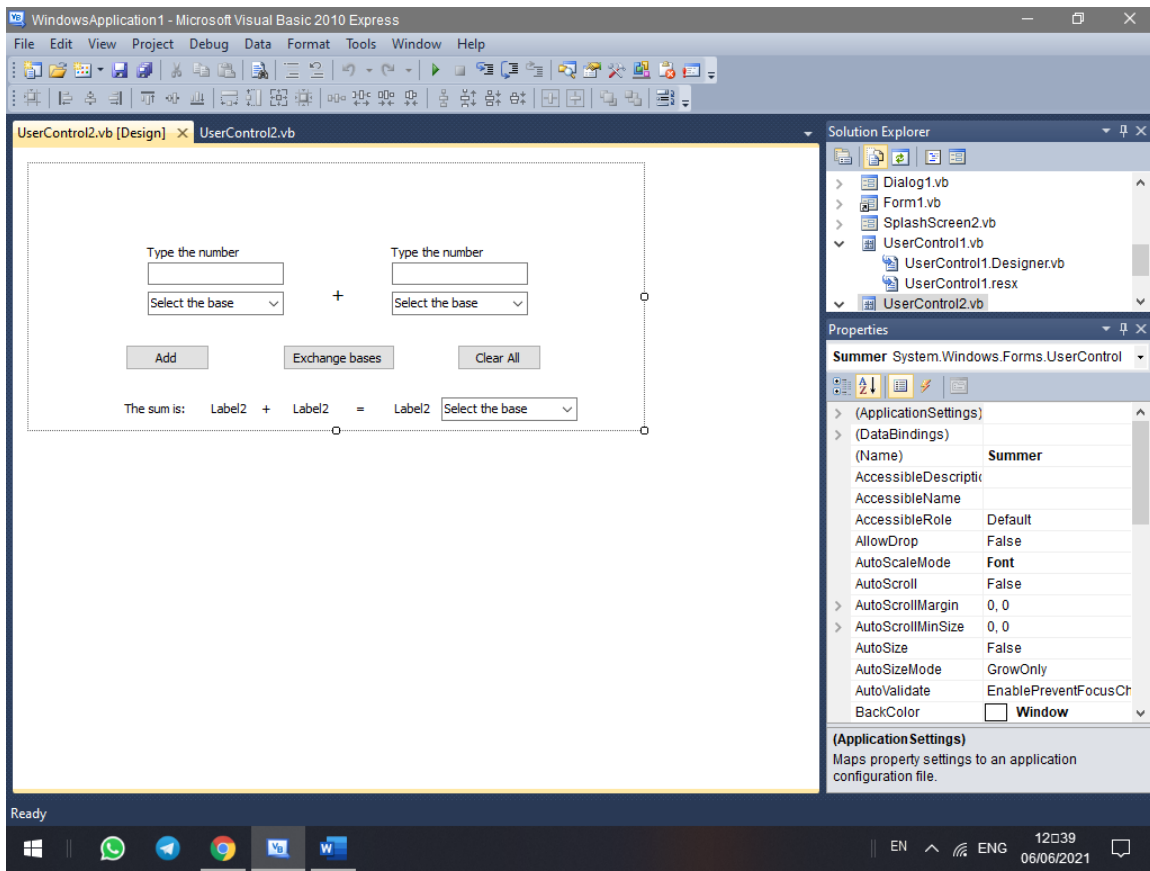 WindowsApplication1 - Microsoft Visual Basic 2010 Express
File Edit View Project Debug Data Format Tools Window Help
UserControl2.vb [Design] UserControl2.vb
Type the number Type the number
Select the base + Select the base
Add Exchange bases Clear All
The sum is: Label2 + Label2 = Label2 Select the base
Solution Explorer
Dialog1.vb
Form1.vb
SplashScreen2.vb
UserControl1.vb
UserControl1.Designer.vb
UserControl1.resx
UserControl2.vb
Properties
Summer System.Windows.Forms.UserControl
(ApplicationSettings)
(DataBindings)
(Name) Summer
AccessibleDescriptic
AccessibleName
AccessibleRole Default
AllowDrop False
AutoScaleMode Font
AutoScroll False
AutoScrollMargin 0, 0
AutoScrollMinSize 0, 0
AutoSize False
AutoSizeMode GrowOnly
AutoValidate EnablePreventFocusCh
BackColor Window
(ApplicationSettings)
Maps property settings to an application
configuration file.
Ready
VB W EN ENG 12□39
06/06/2021